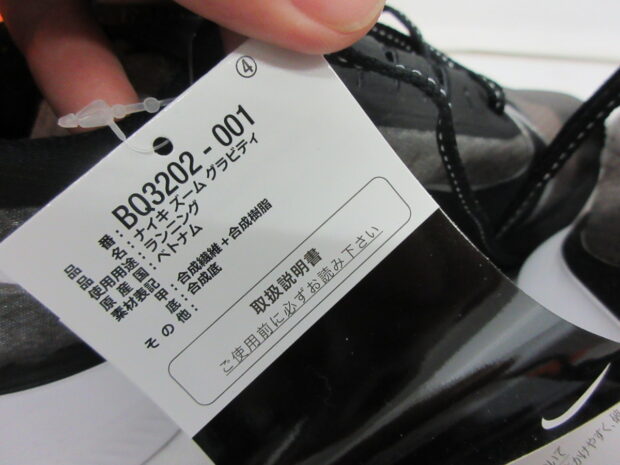 ④
品　番：BQ3202-001
品　名：ナイキ ズーム グラビティ
使用用途：ランニング
原 産 国：ベトナム
素材表記：甲：合成繊維＋合成樹脂
底：合成底
そ の 他：
取扱説明書
ご使用前に必ずお読み下さい